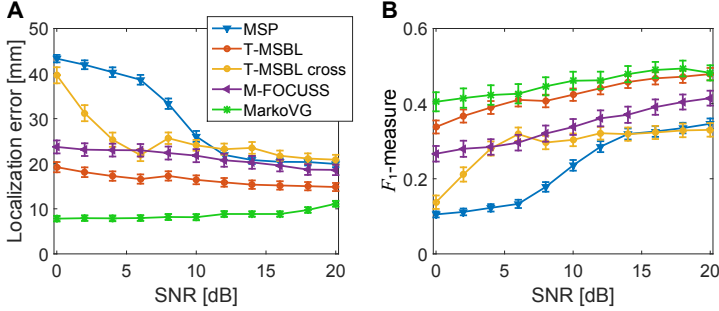 A
Localization error [mm]
50
40
30
20
10
0
0
5
10
15
20
SNR [dB]
MSP
T-MSBL
T-MSBL cross
M-FOCUSS
MarkoVG
B
F₁-measure
0.6
0.4
0.2
0
0
5
10
15
20
SNR [dB]